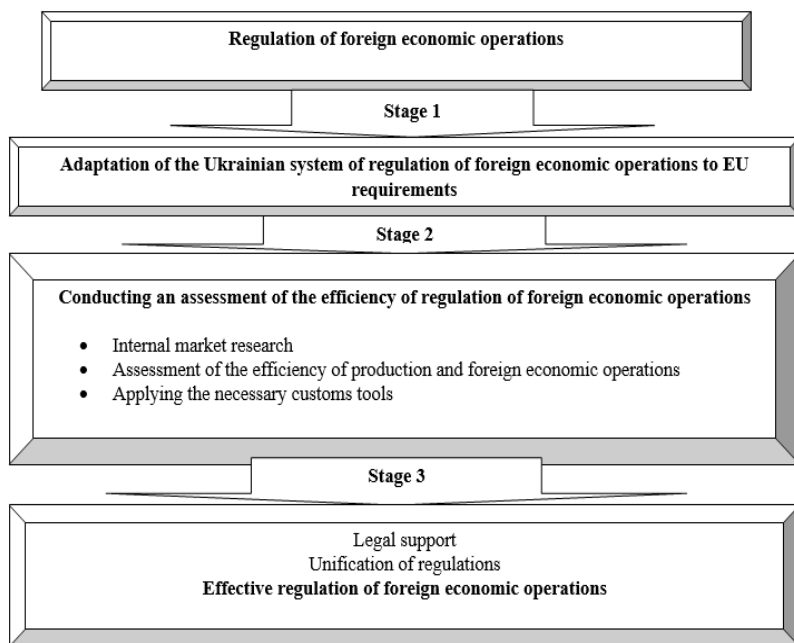 Regulation of foreign economic operations
Stage 1
Adaptation of the Ukrainian system of regulation of foreign economic operations to EU
requirements
Stage 2
Conducting an assessment of the efficiency of regulation of foreign economic operations
• Internal market research
• Assessment of the efficiency of production and foreign economic operations
• Applying the necessary customs tools
Stage 3
Legal support
Unification of regulations
Effective regulation of foreign economic operations